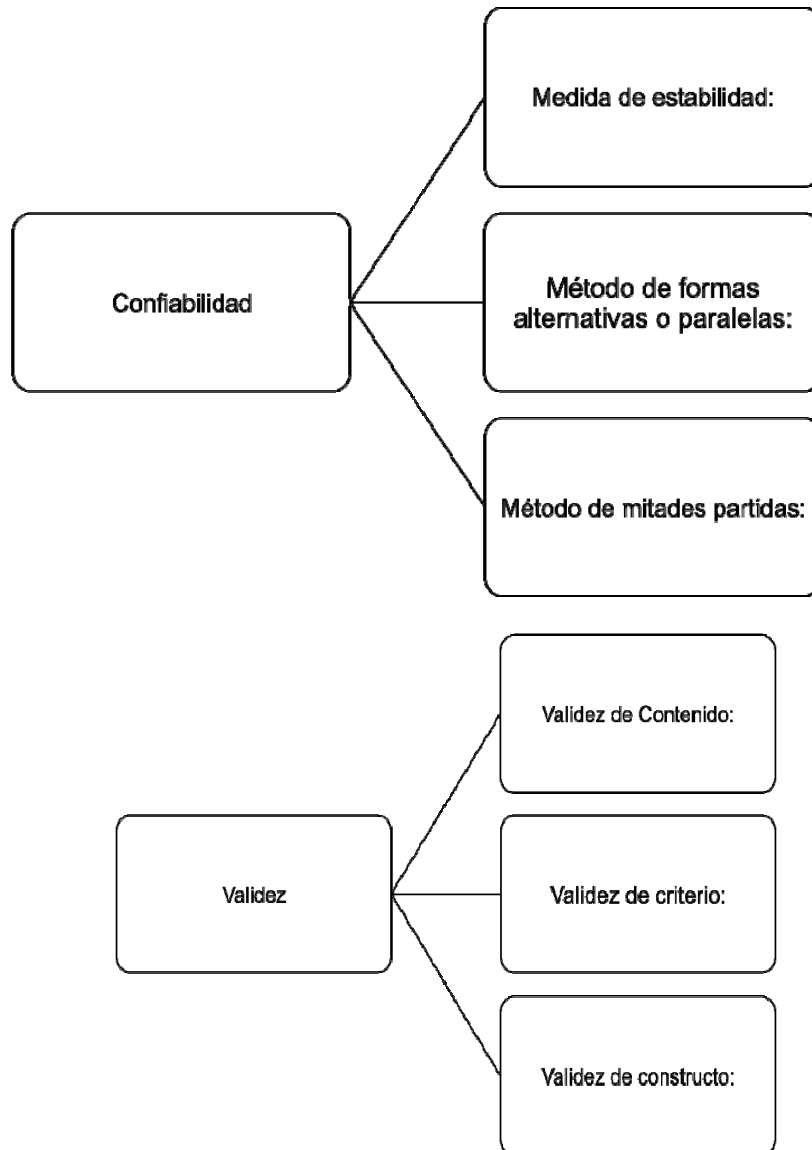 Medida de estabilidad:
Confiabilidad
Método de formas
alternativas o paralelas:
Método de mitades partidas:
Validez de Contenido:
Validez
Validez de criterio:
Validez de constructo: